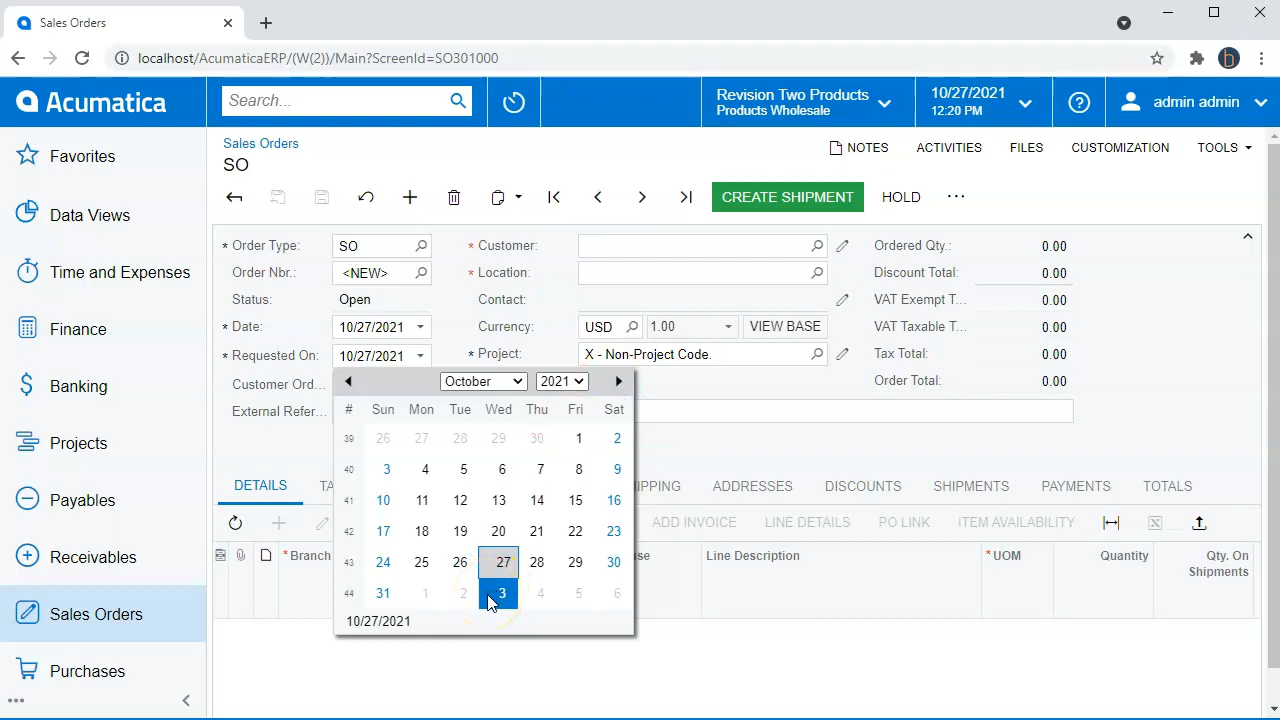 Sales Orders
localhost/AcumaticaERP/(W(2))/Main?ScreenId=SO301000
b
Acumatica
Search...
Revision Two Products
Products Wholesale
10/27/2021
12:20 PM
admin admin
Favorites
Data Views
Time and Expenses
Finance
Banking
Projects
Payables
Receivables
Sales Orders
Purchases
Sales Orders
SO
NOTES ACTIVITIES FILES CUSTOMIZATION TOOLS
CREATE SHIPMENT HOLD ...
* Order Type: SO
Order Nbr.: <NEW>
Status: Open
* Date: 10/27/2021
* Requested On: 10/27/2021
Customer Ord...
External Refer...
* Customer:
* Location:
Contact:
Currency: USD 1.00 VIEW BASE
* Project: X - Non-Project Code.
Ordered Qty.: 0.00
Discount Total: 0.00
VAT Exempt T... 0.00
VAT Taxable T... 0.00
Tax Total: 0.00
Order Total: 0.00
October 2021
# Sun Mon Tue Wed Thu Fri Sat
39 26 27 28 29 30 1 2
40 3 4 5 6 7 8 9
41 10 11 12 13 14 15 16
42 17 18 19 20 21 22 23
43 24 25 26 27 28 29 30
44 31 1 2 3 4 5 6
10/27/2021
DETAILS TA IPPING ADDRESSES DISCOUNTS SHIPMENTS PAYMENTS TOTALS
ADD INVOICE LINE DETAILS PO LINK ITEM AVAILABILITY
* Branch se Line Description * UOM Quantity Qty. On
Shipments